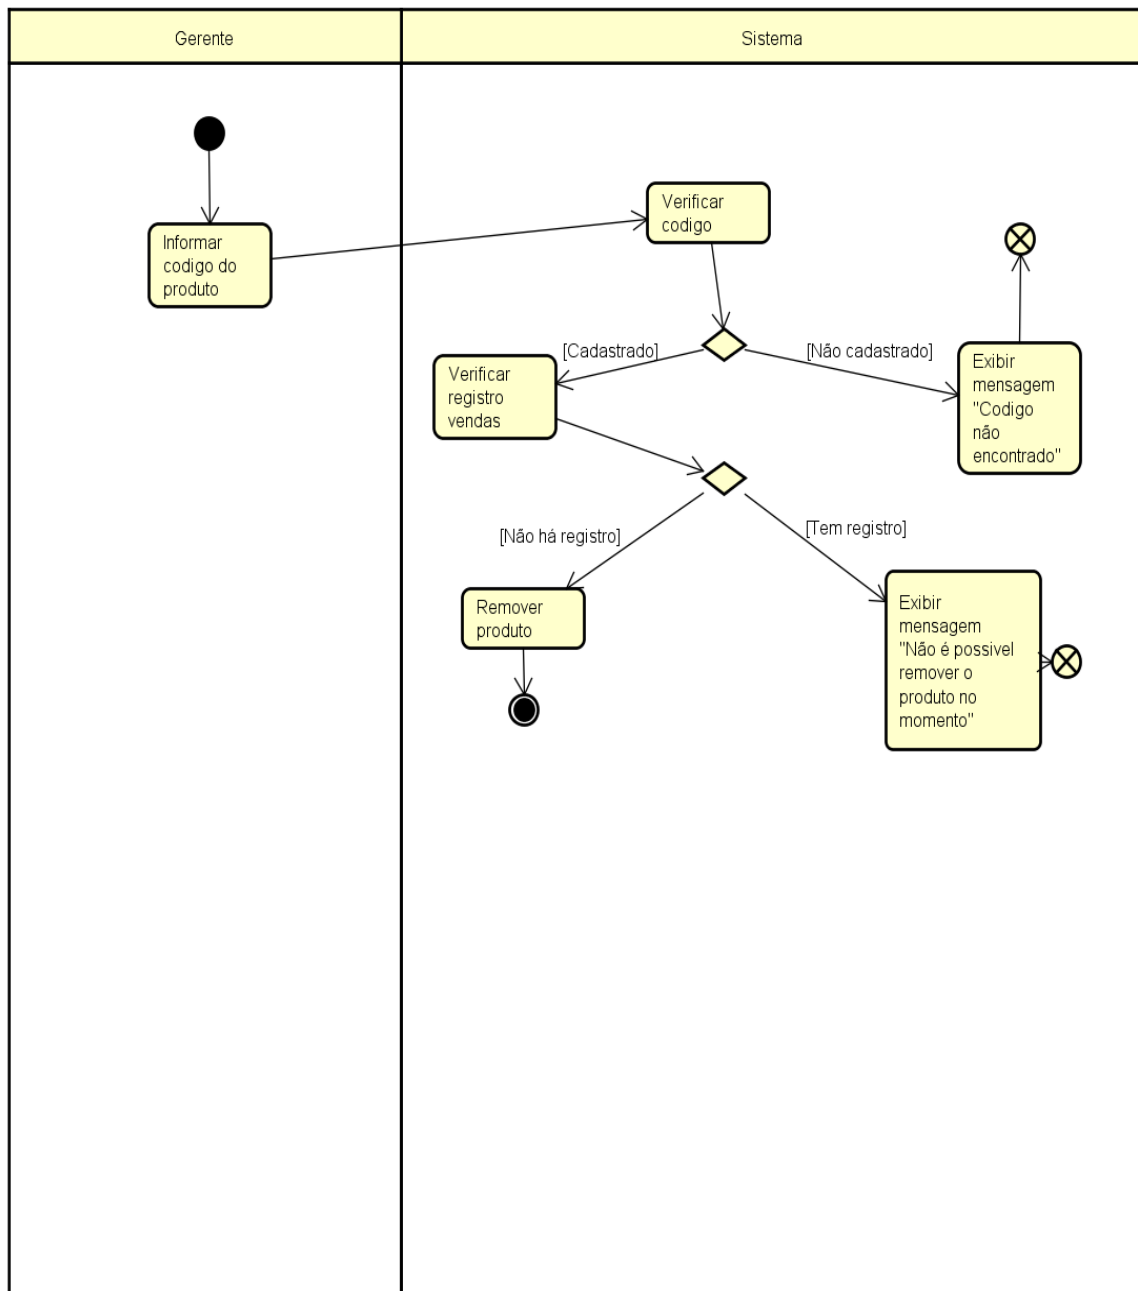 Gerente
Sistema
Informar
codigo do
produto
Verificar
codigo
[Cadastrado]
[Não cadastrado]
Verificar
registro
vendas
Exibir
mensagem
"Codigo
não
encontrado"
[Não há registro]
[Tem registro]
Remover
produto
Exibir
mensagem
"Não é possivel
remover o
produto no
momento"